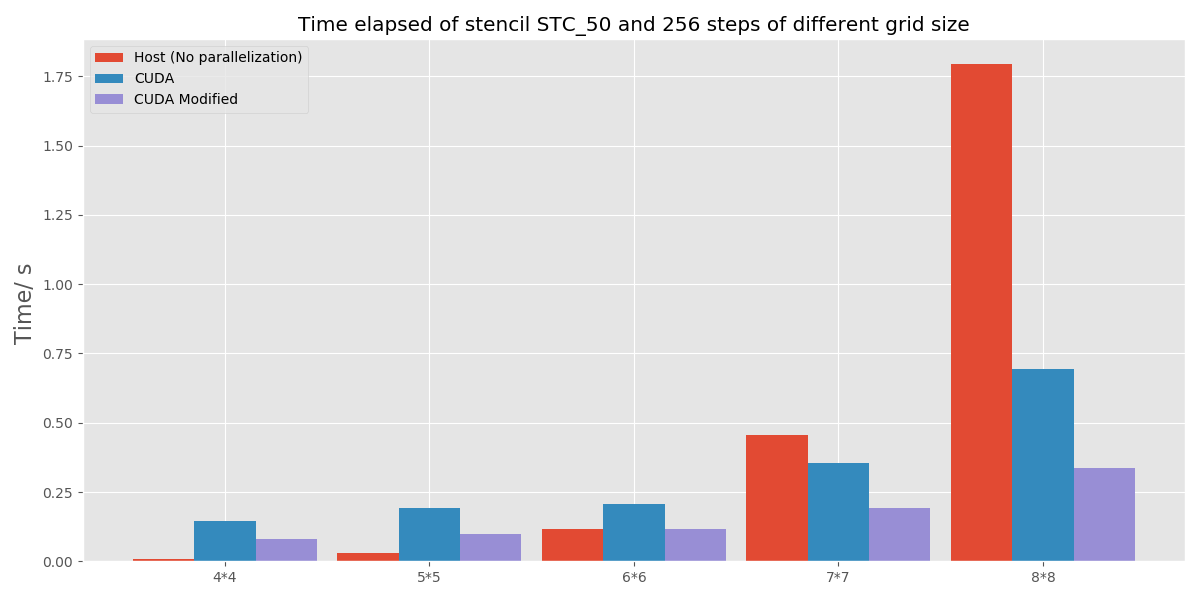 Time elapsed of stencil STC_50 and 256 steps of different grid size
Host (No parallelization)
CUDA
CUDA Modified
Time/ s
1.75
1.50
1.25
1.00
0.75
0.50
0.25
0.00
4*4 5*5 6*6 7*7 8*8